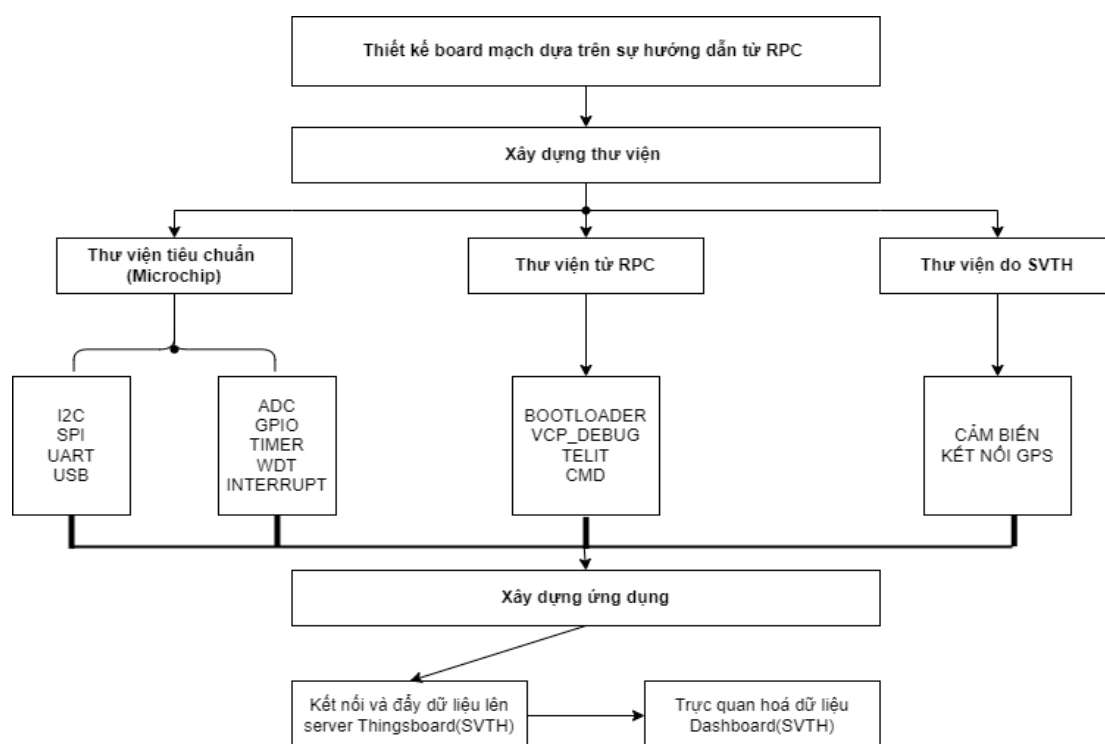 Thiết kế board mạch dựa trên sự hướng dẫn từ RPC
Xây dựng thư viện
Thư viện tiêu chuẩn
(Microchip)
Thư viện từ RPC
Thư viện do SVTH
I2C
SPI
UART
USB
ADC
GPIO
TIMER
WDT
INTERRUPT
BOOTLOADER
VCP_DEBUG
TELIT
CMD
CẢM BIẾN
KẾT NỐI GPS
Xây dựng ứng dụng
Kết nối và đẩy dữ liệu lên
server Thingsboard(SVTH)
Trực quan hoá dữ liệu
Dashboard(SVTH)